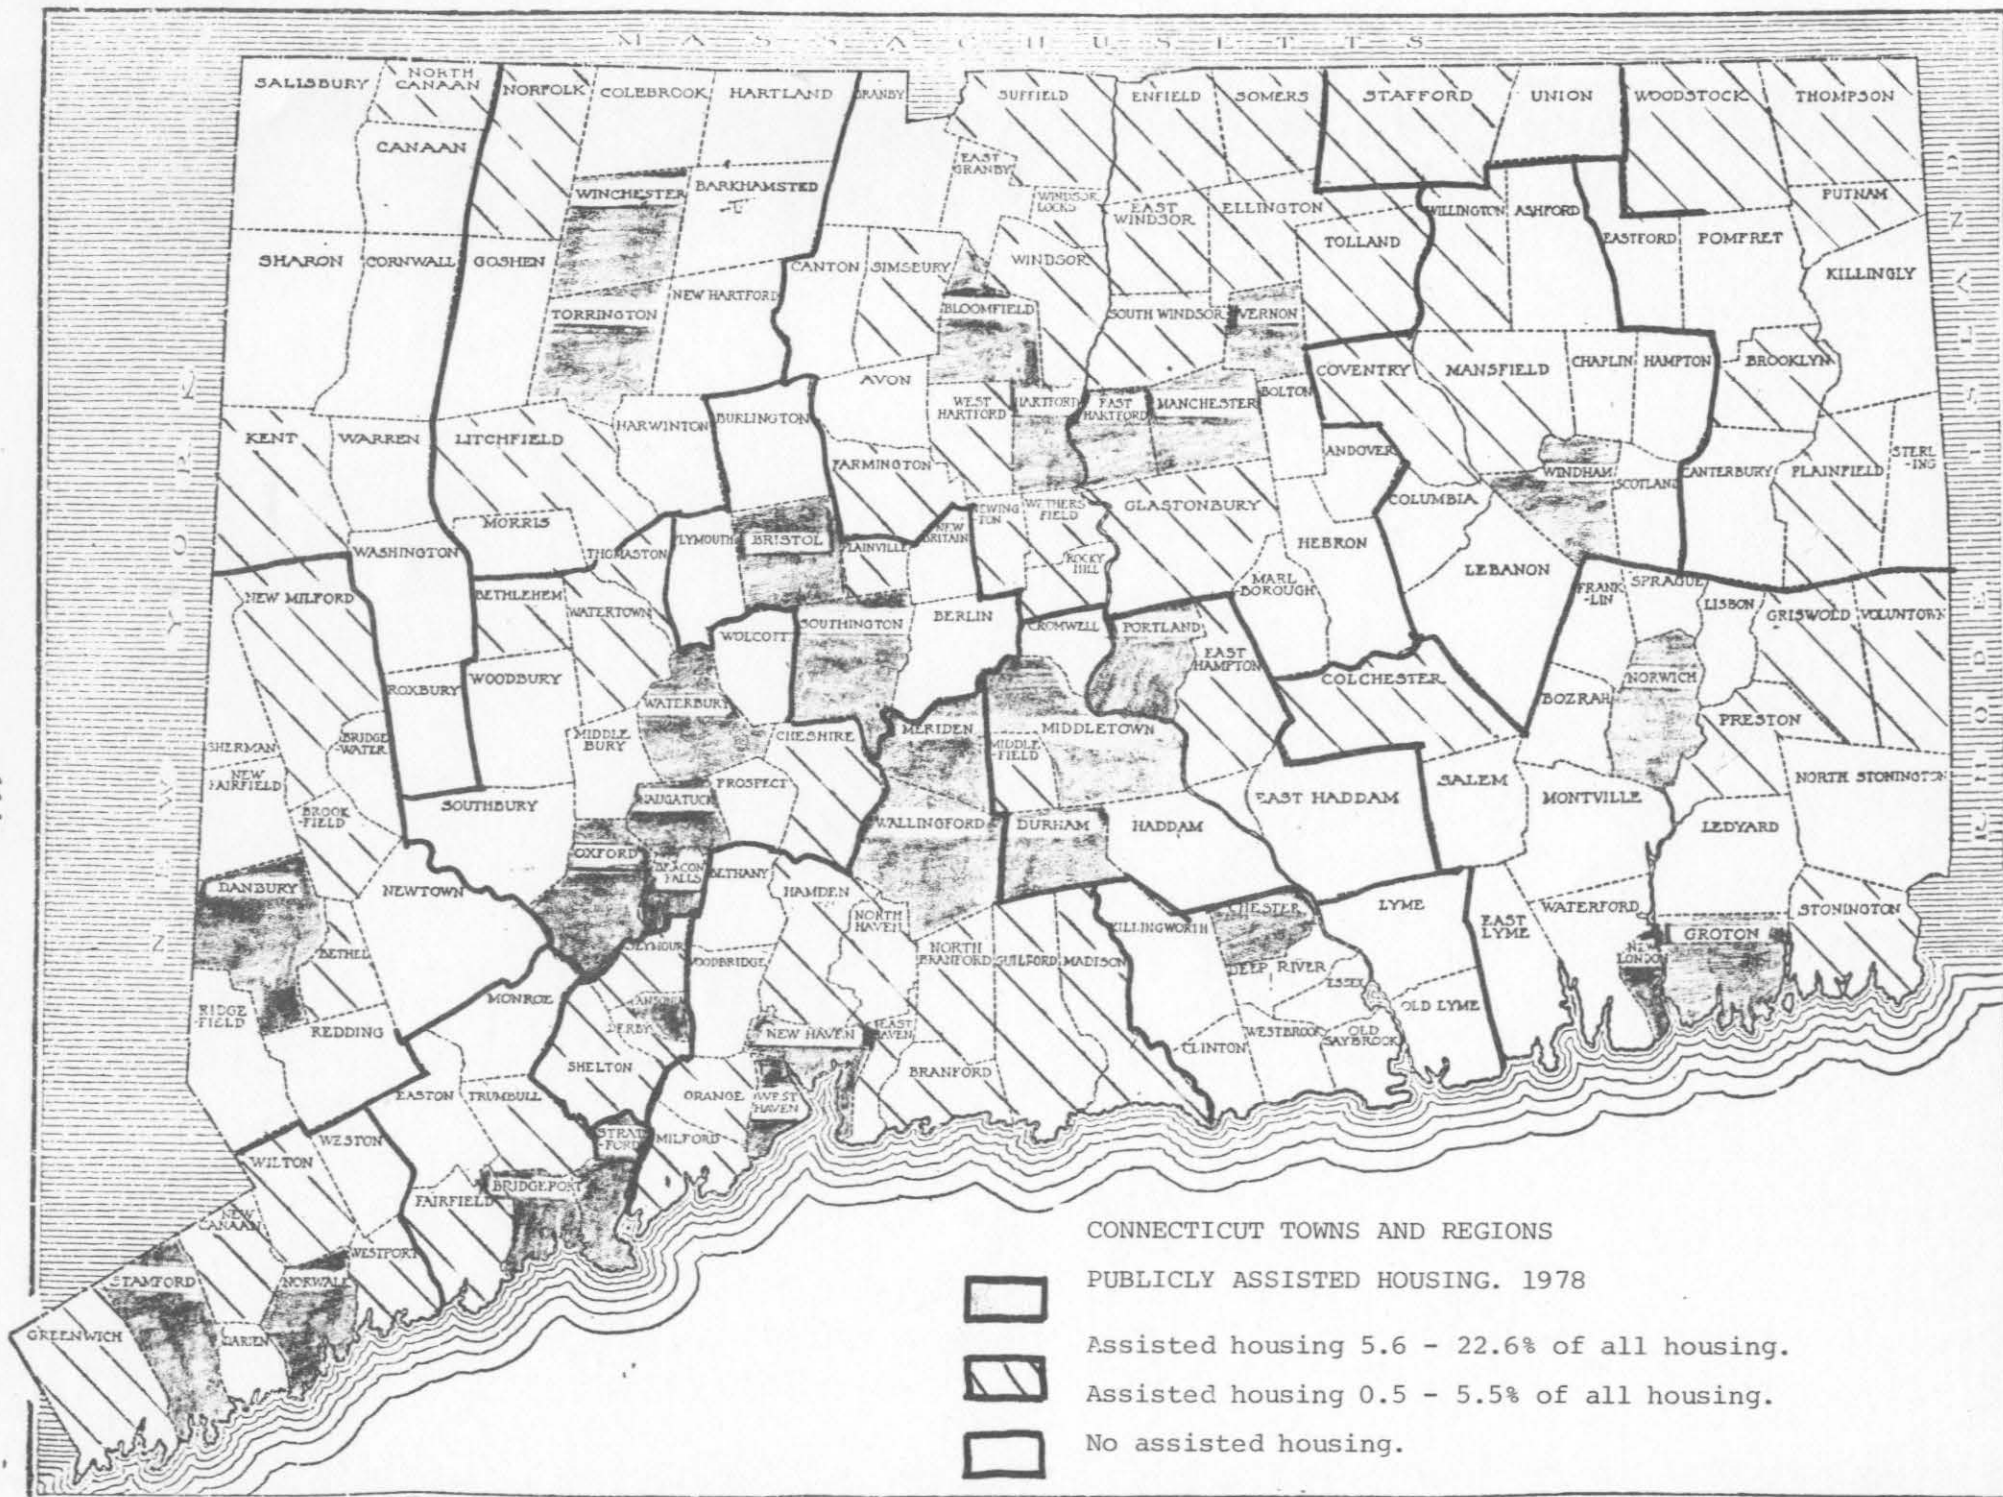 MASSACHUSETTS
SALISBURY
NORTH
CANAAN
NORFOLK
COLEBROOK
HARTLAND
GRANBY
SUFFIELD
ENFIELD
SOMERS
STAFFORD
UNION
WOODSTOCK
THOMPSON
CANAAN
EAST
GRANBY
WINCHESTER
BARKHAMSTED
WINDSOR
LOCKS
EAST
WINDSOR
ELLINGTON
WILLINGTON
ASHFORD
PUTNAM
TOLLAND
EASTFORD
POMFRET
SHARON
CORNWALL
GOSHEN
CANTON
SIMSBURY
WINDSOR
KILLINGLY
NEW HARTFORD
TORRINGTON
BLOOMFIELD
SOUTH WINDSOR
VERNON
AVON
COVENTRY
MANSFIELD
CHAPLIN
HAMPTON
BROOKLYN
WEST
HARTFORD
HARTFORD
EAST
HARTFORD
MANCHESTER
BOLTON
KENT
WARREN
LITCHFIELD
HARWINTON
BURLINGTON
FARMINGTON
ANDOVER
WINDHAM
SCOTLAND
CANTERBURY
PLAINFIELD
STERL
-ING
COLUMBIA
MORRIS
NEWING
TON
WETHERS
FIELD
GLASTONBURY
WASHINGTON
THOMASTON
PLYMOUTH
BRISTOL
PLAINVILLE
NEW
BRITAIN
ROCKY
HILL
HEBRON
LEBANON
NEW MILFORD
BETHLEHEM
WATERTOWN
MARL
BOROUGH
FRANK
-LIN
SPRAGUE
LISBON
GRISWOLD
VOLUNTOWN
WOLCOTT
SOUTHINGTON
BERLIN
CROMWELL
PORTLAND
EAST
HAMPTON
ROXBURY
WOODBURY
COLCHESTER
NORWICH
BOZRAH
WATERBURY
SHERMAN
BRIDGE
WATER
MIDDLE
BURY
CHESHIRE
MERIDEN
MIDDLE
FIELD
MIDDLETOWN
PRESTON
NEW
FAIRFIELD
PROSPECT
SALEM
NORTH STONINGTON
BROOK
-FIELD
SOUTHBURY
NAUGATUCK
EAST HADDAM
MONTVILLE
WALLINGFORD
DURHAM
HADDAM
LEDYARD
OXFORD
BEACON
FALLS
BETHANY
DANBURY
NEWTOWN
HAMDEN
NORTH
HAVEN
CHESTER
LYME
EAST
LYME
WATERFORD
STONINGTON
BETHEL
SEYMOUR
WOODBRIDGE
NORTH
BRANFORD
GUILFORD
MADISON
KILLINGWORTH
GROTON
NEW
LONDON
DEEP RIVER
ESSEX
RIDGE
-FIELD
REDDING
MONROE
ANSONIA
DERBY
NEW HAVEN
EAST
HAVEN
OLD LYME
WESTBROOK
OLD
SAYBROOK
CLINTON
SHELTON
BRANFORD
EASTON
TRUMBULL
ORANGE
WEST
HAVEN
STRAT
-FORD
MILFORD
WESTON
WILTON
BRIDGEPORT
FAIRFIELD
NEW
CANAAN
WESTPORT
STAMFORD
NORWALK
GREENWICH
DARIEN
NEW YORK
RHODE ISLAND
CONNECTICUT TOWNS AND REGIONS
PUBLICLY ASSISTED HOUSING. 1978
Assisted housing 5.6 - 22.6% of all housing.
Assisted housing 0.5 - 5.5% of all housing.
No assisted housing.